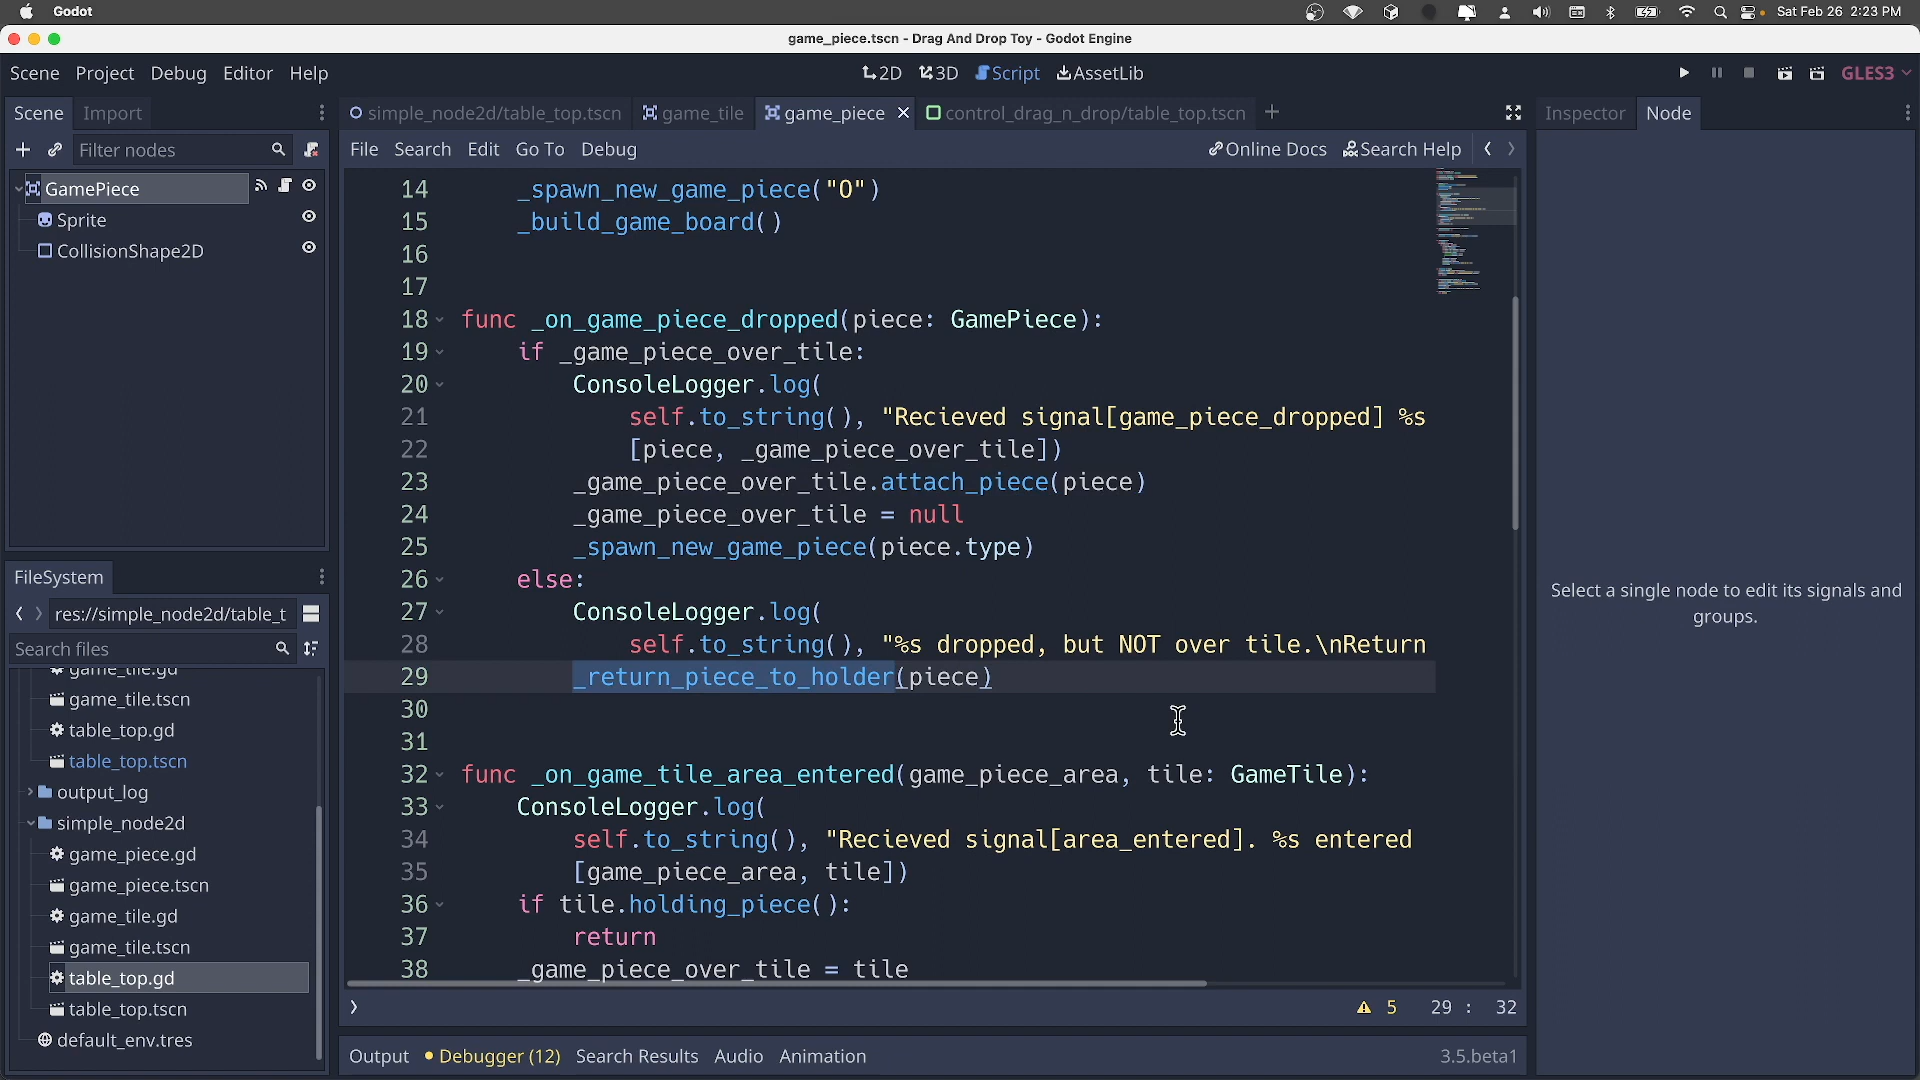 Godot
Sat Feb 26 2:23 PM
game_piece.tscn - Drag And Drop Toy - Godot Engine
Scene Project Debug Editor Help
2D 3D Script AssetLib
GLES3
Scene Import
simple_node2d/table_top.tscn game_tile game_piece control_drag_n_drop/table_top.tscn
Inspector Node
Filter nodes
File Search Edit Go To Debug
Online Docs Search Help
GamePiece
Sprite
CollisionShape2D
14 _spawn_new_game_piece("O")
15 _build_game_board()
16
17
18 func _on_game_piece_dropped(piece: GamePiece):
19 if _game_piece_over_tile:
20 ConsoleLogger.log(
21 self.to_string(), "Recieved signal[game_piece_dropped] %s
22 [piece, _game_piece_over_tile])
23 _game_piece_over_tile.attach_piece(piece)
24 _game_piece_over_tile = null
25 _spawn_new_game_piece(piece.type)
26 else:
27 ConsoleLogger.log(
28 self.to_string(), "%s dropped, but NOT over tile.\nReturn
29 _return_piece_to_holder(piece)
30
31
32 func _on_game_tile_area_entered(game_piece_area, tile: GameTile):
33 ConsoleLogger.log(
34 self.to_string(), "Recieved signal[area_entered]. %s entered
35 [game_piece_area, tile])
36 if tile.holding_piece():
37 return
38 _game_piece_over_tile = tile
5 29 : 32
FileSystem
res://simple_node2d/table_t
Search files
game_tile.gd
game_tile.tscn
table_top.gd
table_top.tscn
output_log
simple_node2d
game_piece.gd
game_piece.tscn
game_tile.gd
game_tile.tscn
table_top.gd
table_top.tscn
default_env.tres
Select a single node to edit its signals and
groups.
Output Debugger (12) Search Results Audio Animation
3.5.beta1